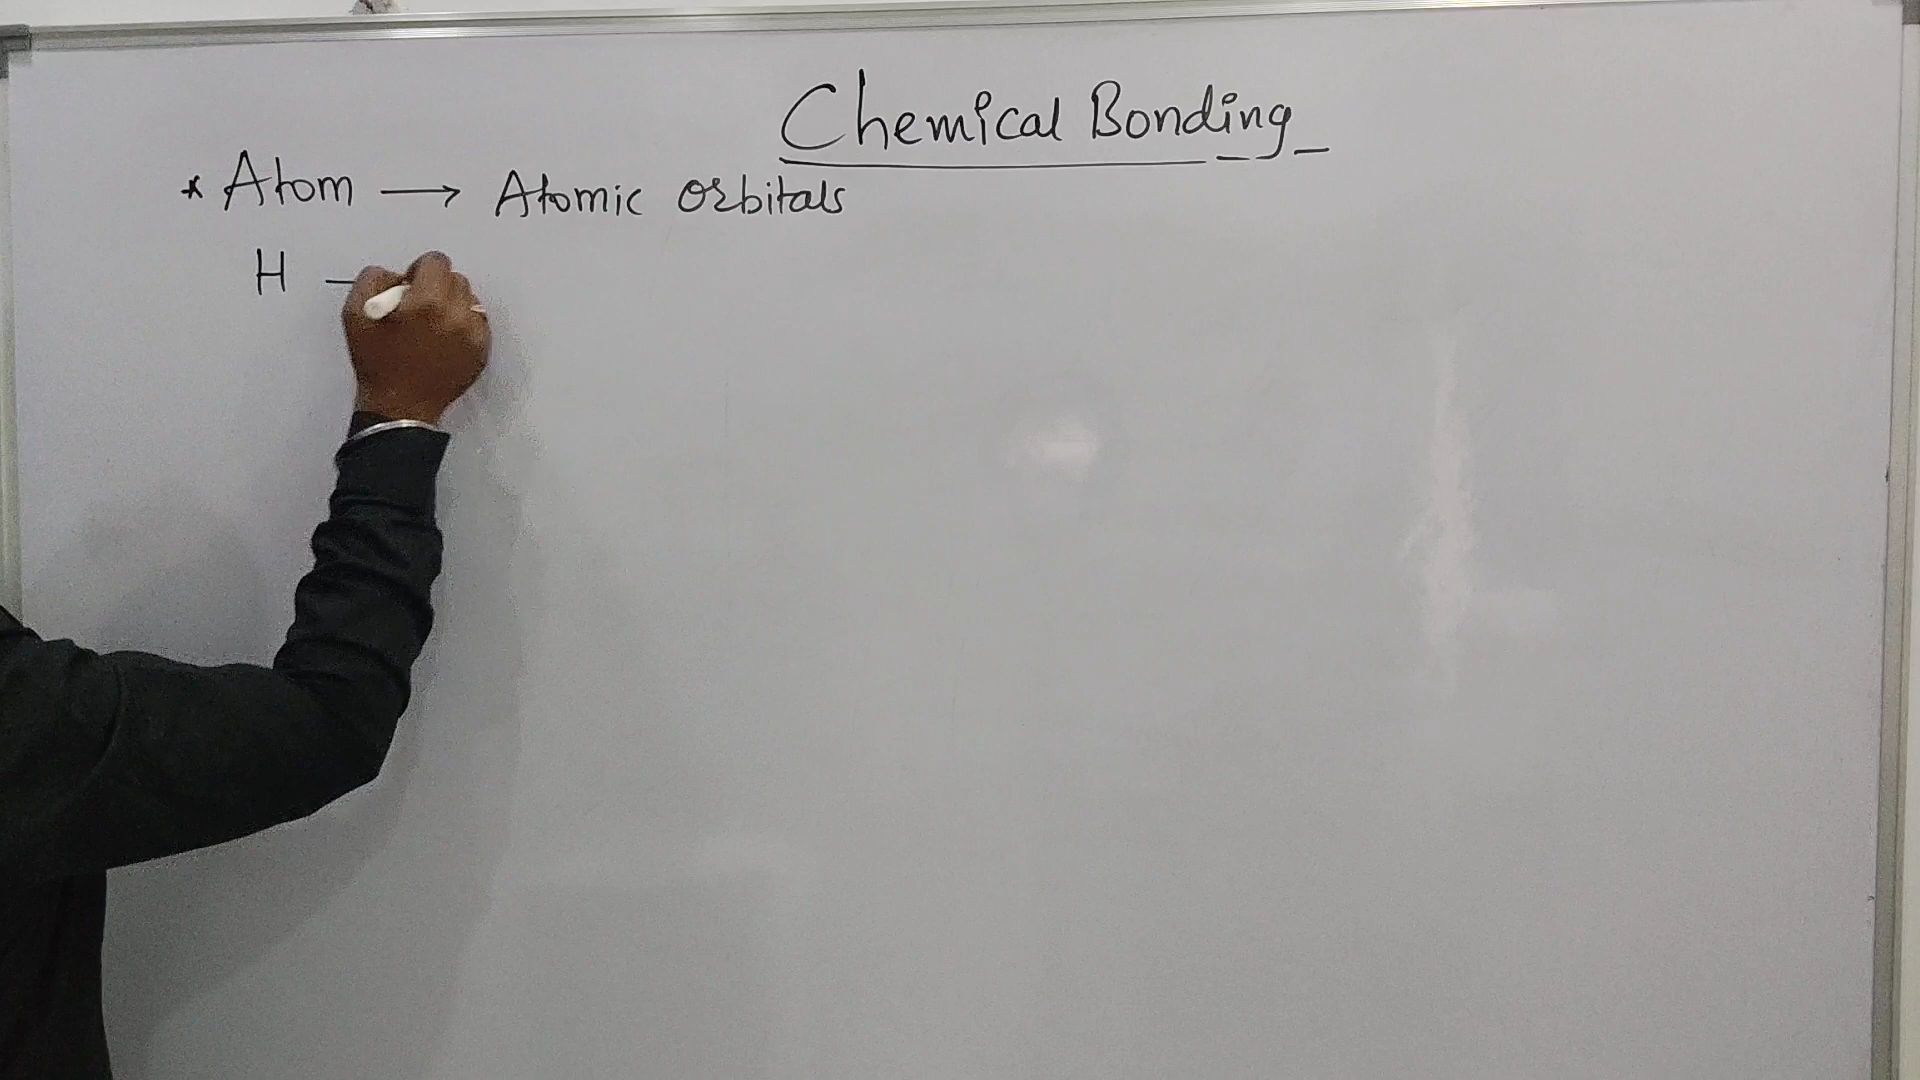 Chemical Bonding
* Atom → Atomic orbitals
H —